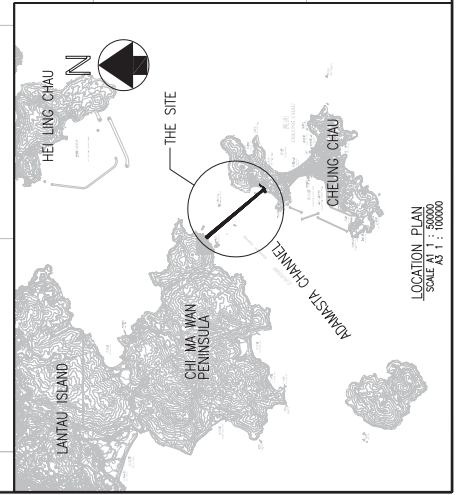 HEI LING CHAU
N
THE SITE
LANTAU ISLAND
CHI MA WAN
PENINSULA
ADAMASTA CHANNEL
CHEUNG CHAU
LOCATION PLAN
SCALE A1 1 : 50000
A3 1 : 100000